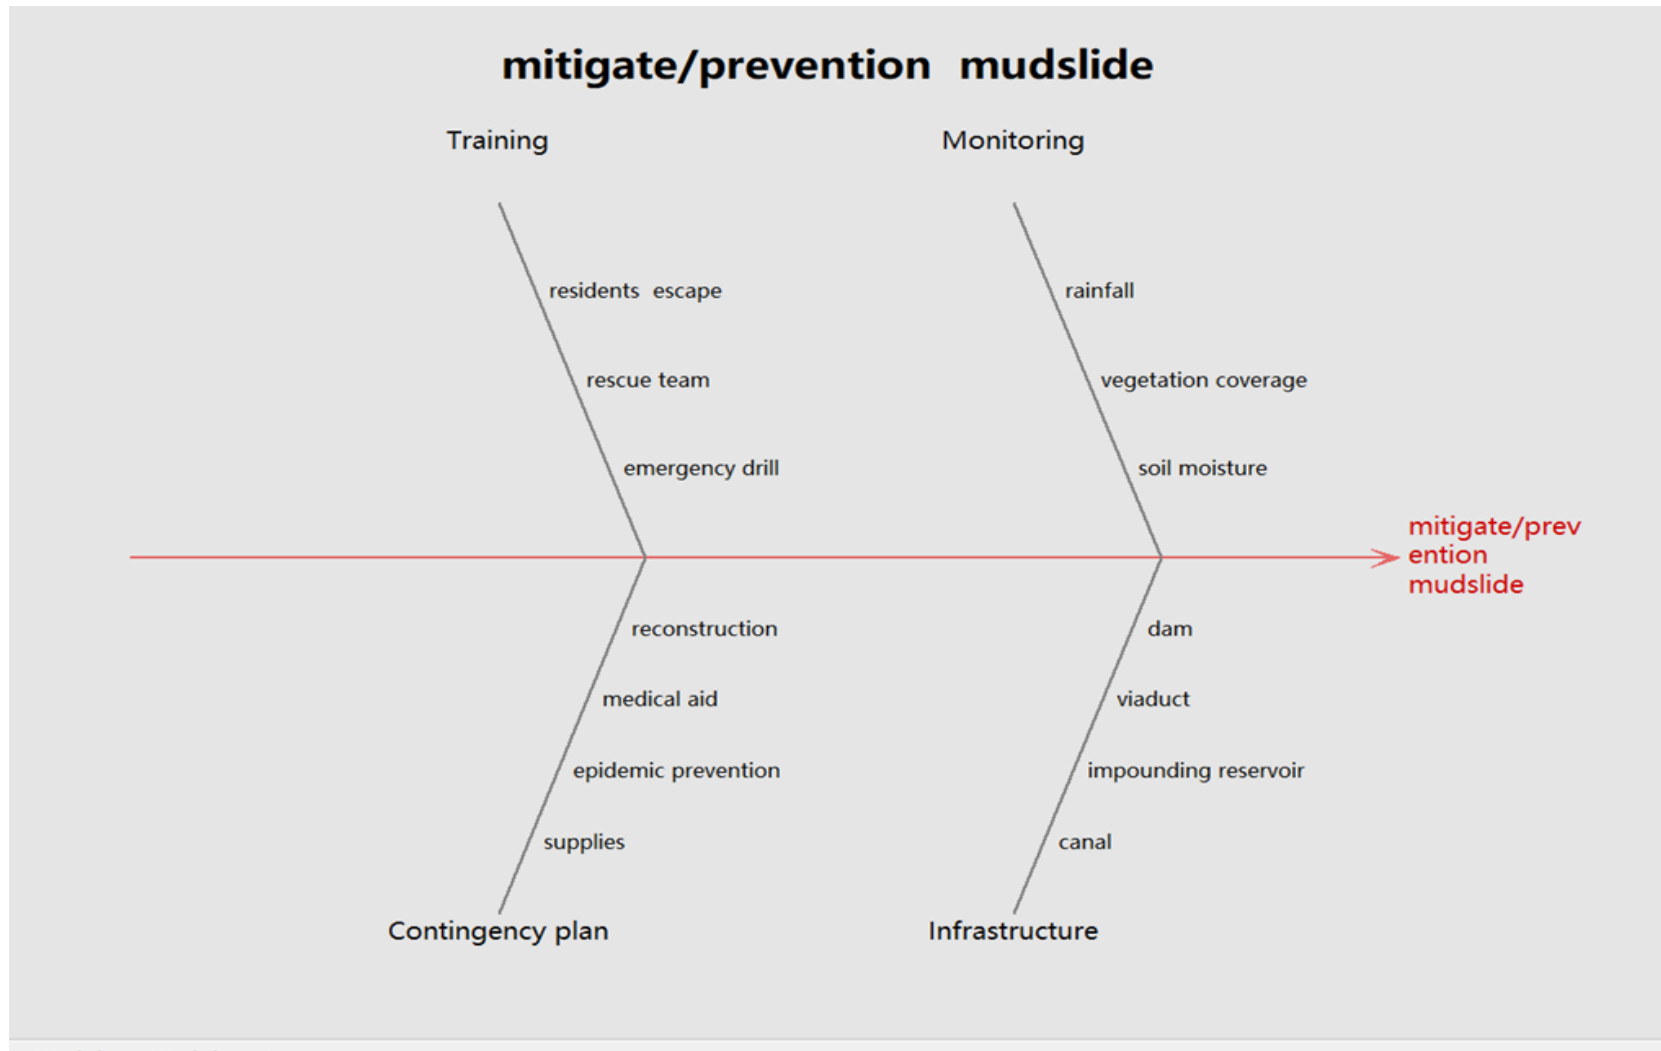 mitigate/prevention  mudslide
Training
Monitoring
residents  escape
rainfall
rescue team
vegetation coverage
emergency drill
soil moisture
mitigate/prev
ention
mudslide
reconstruction
dam
medical aid
viaduct
epidemic prevention
impounding reservoir
supplies
canal
Contingency plan
Infrastructure